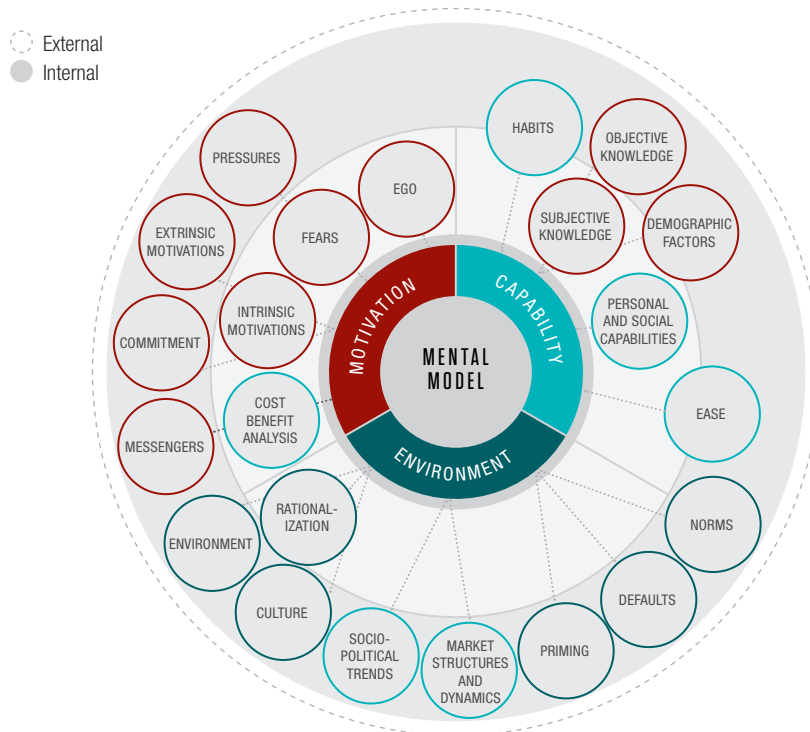 External
Internal
HABITS
OBJECTIVE
KNOWLEDGE
PRESSURES
EGO
SUBJECTIVE
KNOWLEDGE
DEMOGRAPHIC
FACTORS
EXTRINSIC
MOTIVATIONS
FEARS
INTRINSIC
MOTIVATIONS
PERSONAL
AND SOCIAL
CAPABILITIES
COMMITMENT
MOTIVATION
CAPABILITY
ENVIRONMENT
MENTAL
MODEL
COST
BENEFIT
ANALYSIS
EASE
MESSENGERS
RATIONAL-
IZATION
NORMS
ENVIRONMENT
CULTURE
DEFAULTS
SOCIO-
POLITICAL
TRENDS
MARKET
STRUCTURES
AND
DYNAMICS
PRIMING